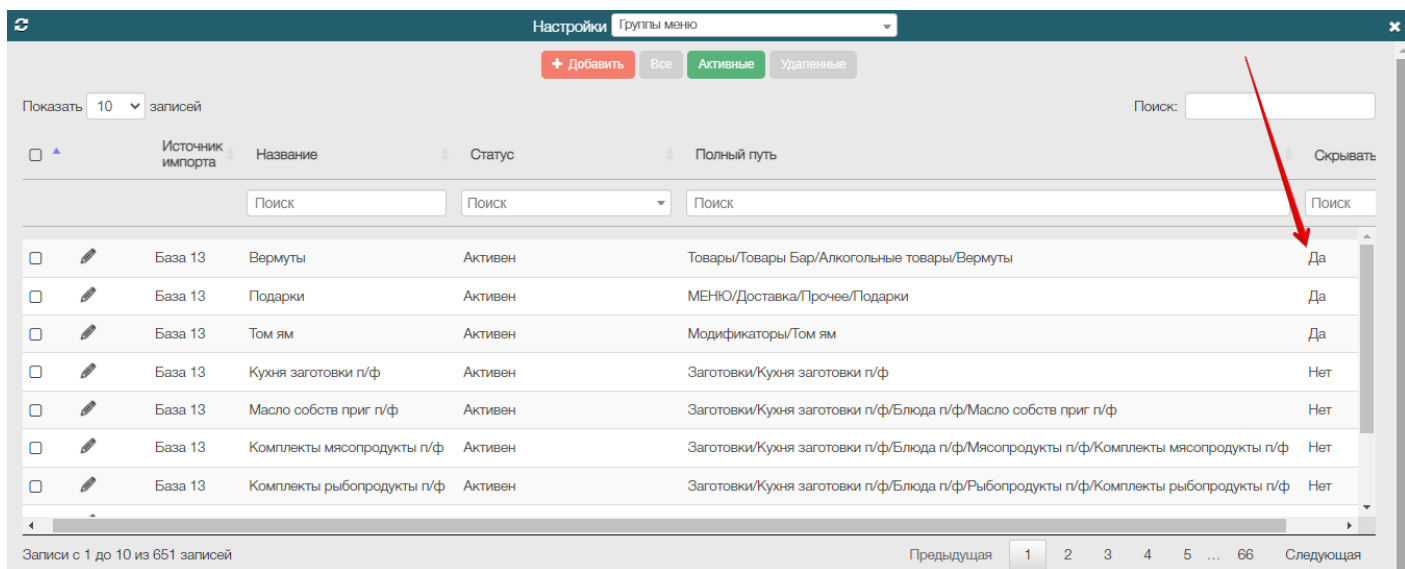 Настройки Группы меню
+ Добавить Все Активные Удаленные
Показать 10 записей Поиск:
Источник импорта Название Статус Полный путь Скрывать
Поиск Поиск Поиск Поиск
База 13 Вермуты Активен Товары/Товары Бар/Алкогольные товары/Вермуты Да
База 13 Подарки Активен МЕНЮ/Доставка/Прочее/Подарки Да
База 13 Том ям Активен Модификаторы/Том ям Да
База 13 Кухня заготовки п/ф Активен Заготовки/Кухня заготовки п/ф Нет
База 13 Масло собств приг п/ф Активен Заготовки/Кухня заготовки п/ф/Блюда п/ф/Масло собств приг п/ф Нет
База 13 Комплекты мясопродукты п/ф Активен Заготовки/Кухня заготовки п/ф/Блюда п/ф/Мясопродукты п/ф/Комплекты мясопродукты п/ф Нет
База 13 Комплекты рыбопродукты п/ф Активен Заготовки/Кухня заготовки п/ф/Блюда п/ф/Рыбопродукты п/ф/Комплекты рыбопродукты п/ф Нет
Записи с 1 до 10 из 651 записей Предыдущая 1 2 3 4 5 … 66 Следующая